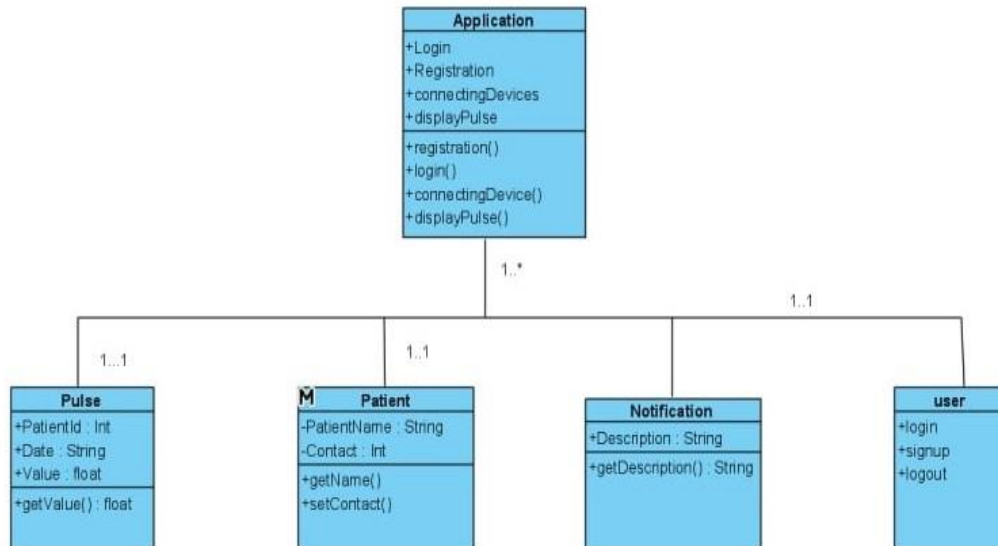 Application
+Login
+Registration
+connectingDevices
+displayPulse
+registration()
+login()
+connectingDevice()
+displayPulse()
1..*
1..1
1...1
1..1
Pulse
+PatientId : Int
+Date : String
+Value : float
+getValue() : float
M
Patient
-PatientName : String
-Contact : Int
+getName()
+setContact()
Notification
+Description : String
+getDescription() : String
user
+login
+signup
+logout